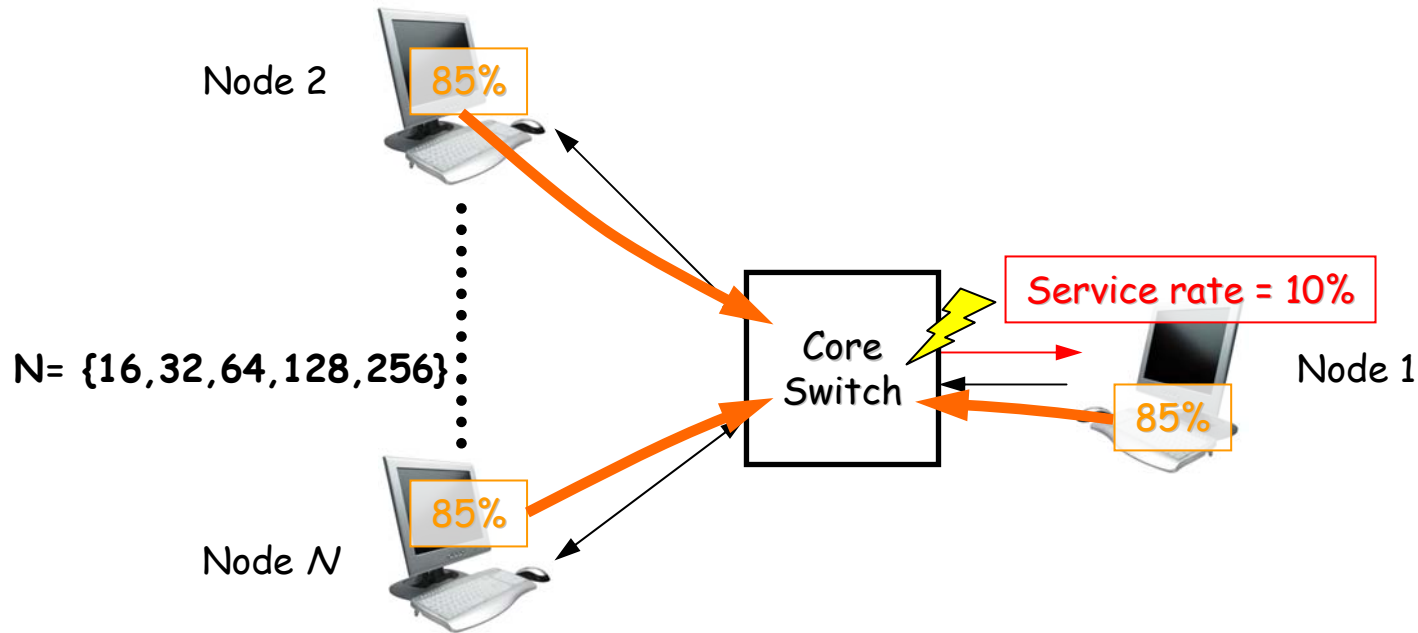 Node 2
85%
N= {16,32,64,128,256}
Core
Switch
Service rate = 10%
Node 1
85%
85%
Node N